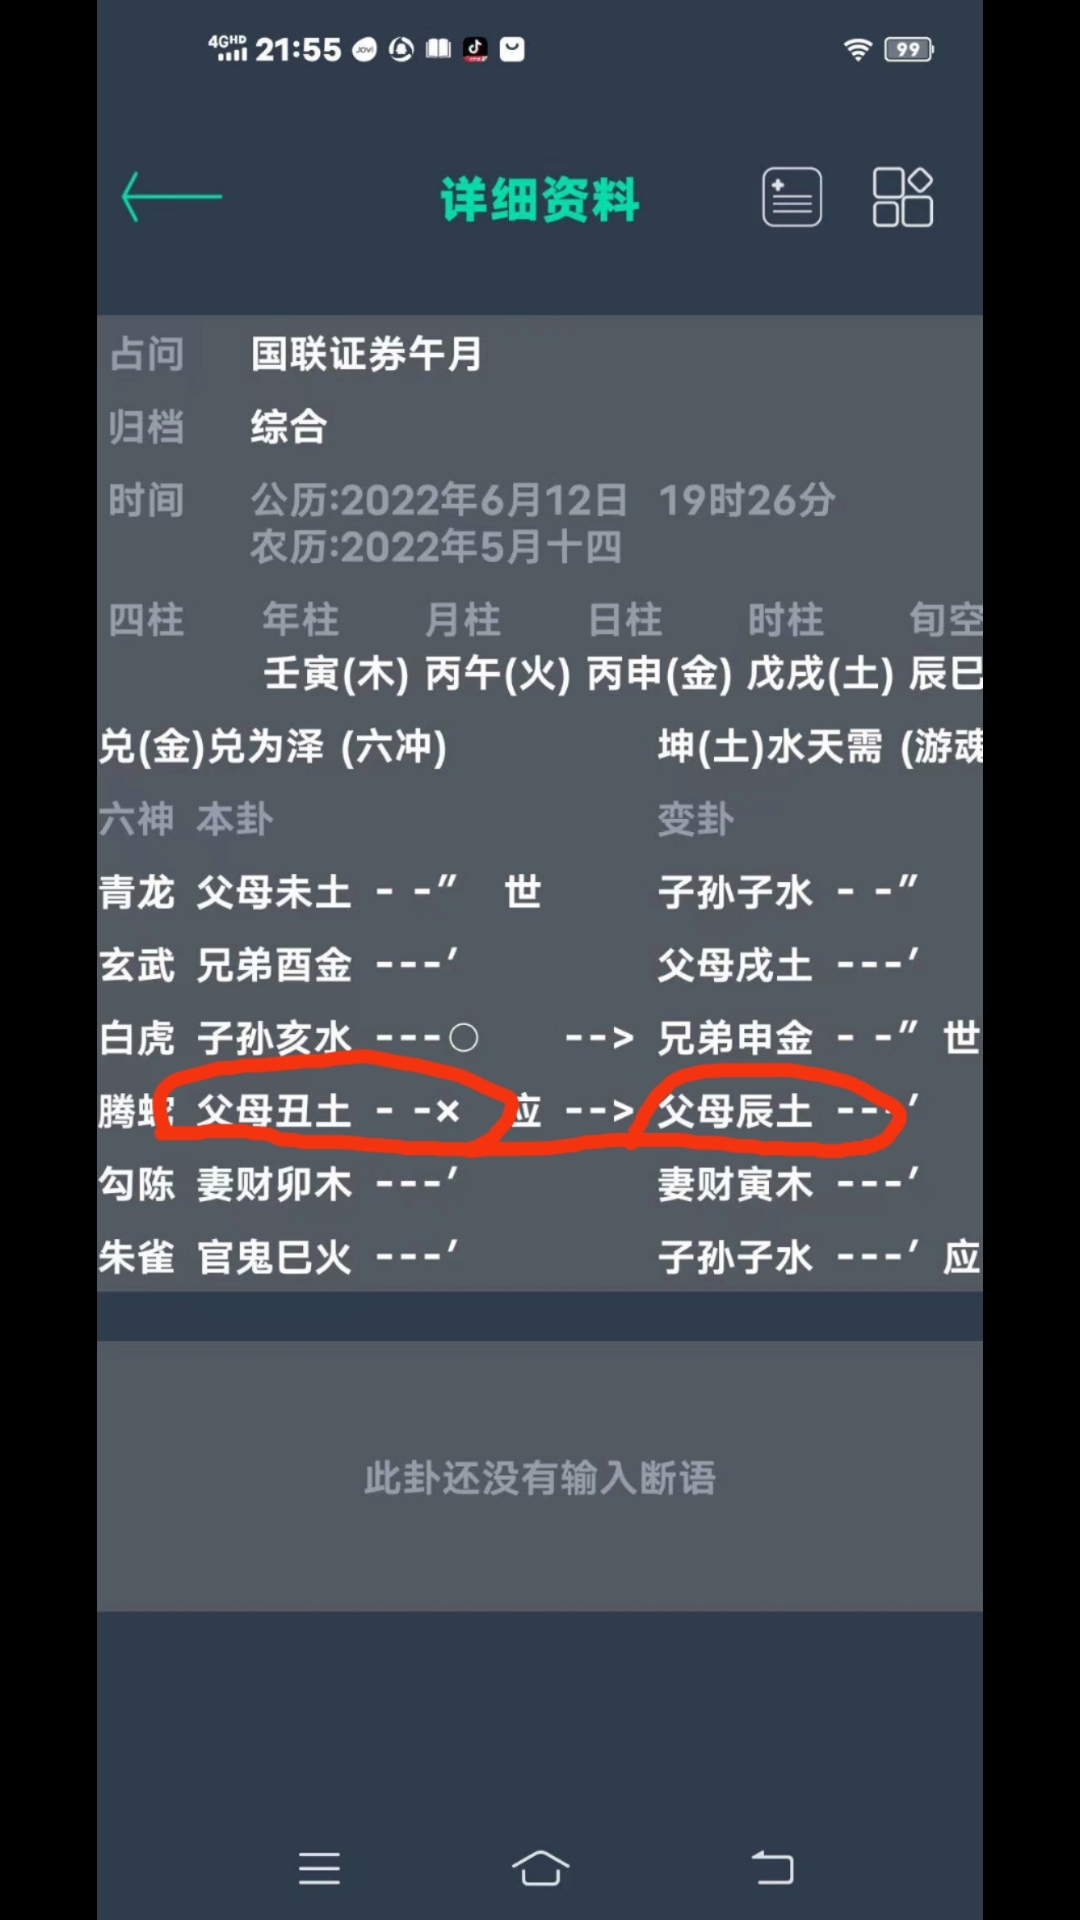 4GHD 21:55 JOVI 99
详细资料
占问 国联证券午月
归档 综合
时间 公历:2022年6月12日 19时26分
农历:2022年5月十四
四柱 年柱 月柱 日柱 时柱 旬空
壬寅(木) 丙午(火) 丙申(金) 戊戌(土) 辰巳
兑(金)兑为泽 (六冲) 坤(土)水天需 (游魂
六神 本卦 变卦
青龙 父母未土 - -″ 世 子孙子水 - -″
玄武 兄弟酉金 ---′ 父母戌土 ---′
白虎 子孙亥水 ---○ --> 兄弟申金 - -″ 世
腾蛇 父母丑土 - -× 应 --> 父母辰土 ---′
勾陈 妻财卯木 ---′ 妻财寅木 ---′
朱雀 官鬼巳火 ---′ 子孙子水 ---′ 应
此卦还没有输入断语